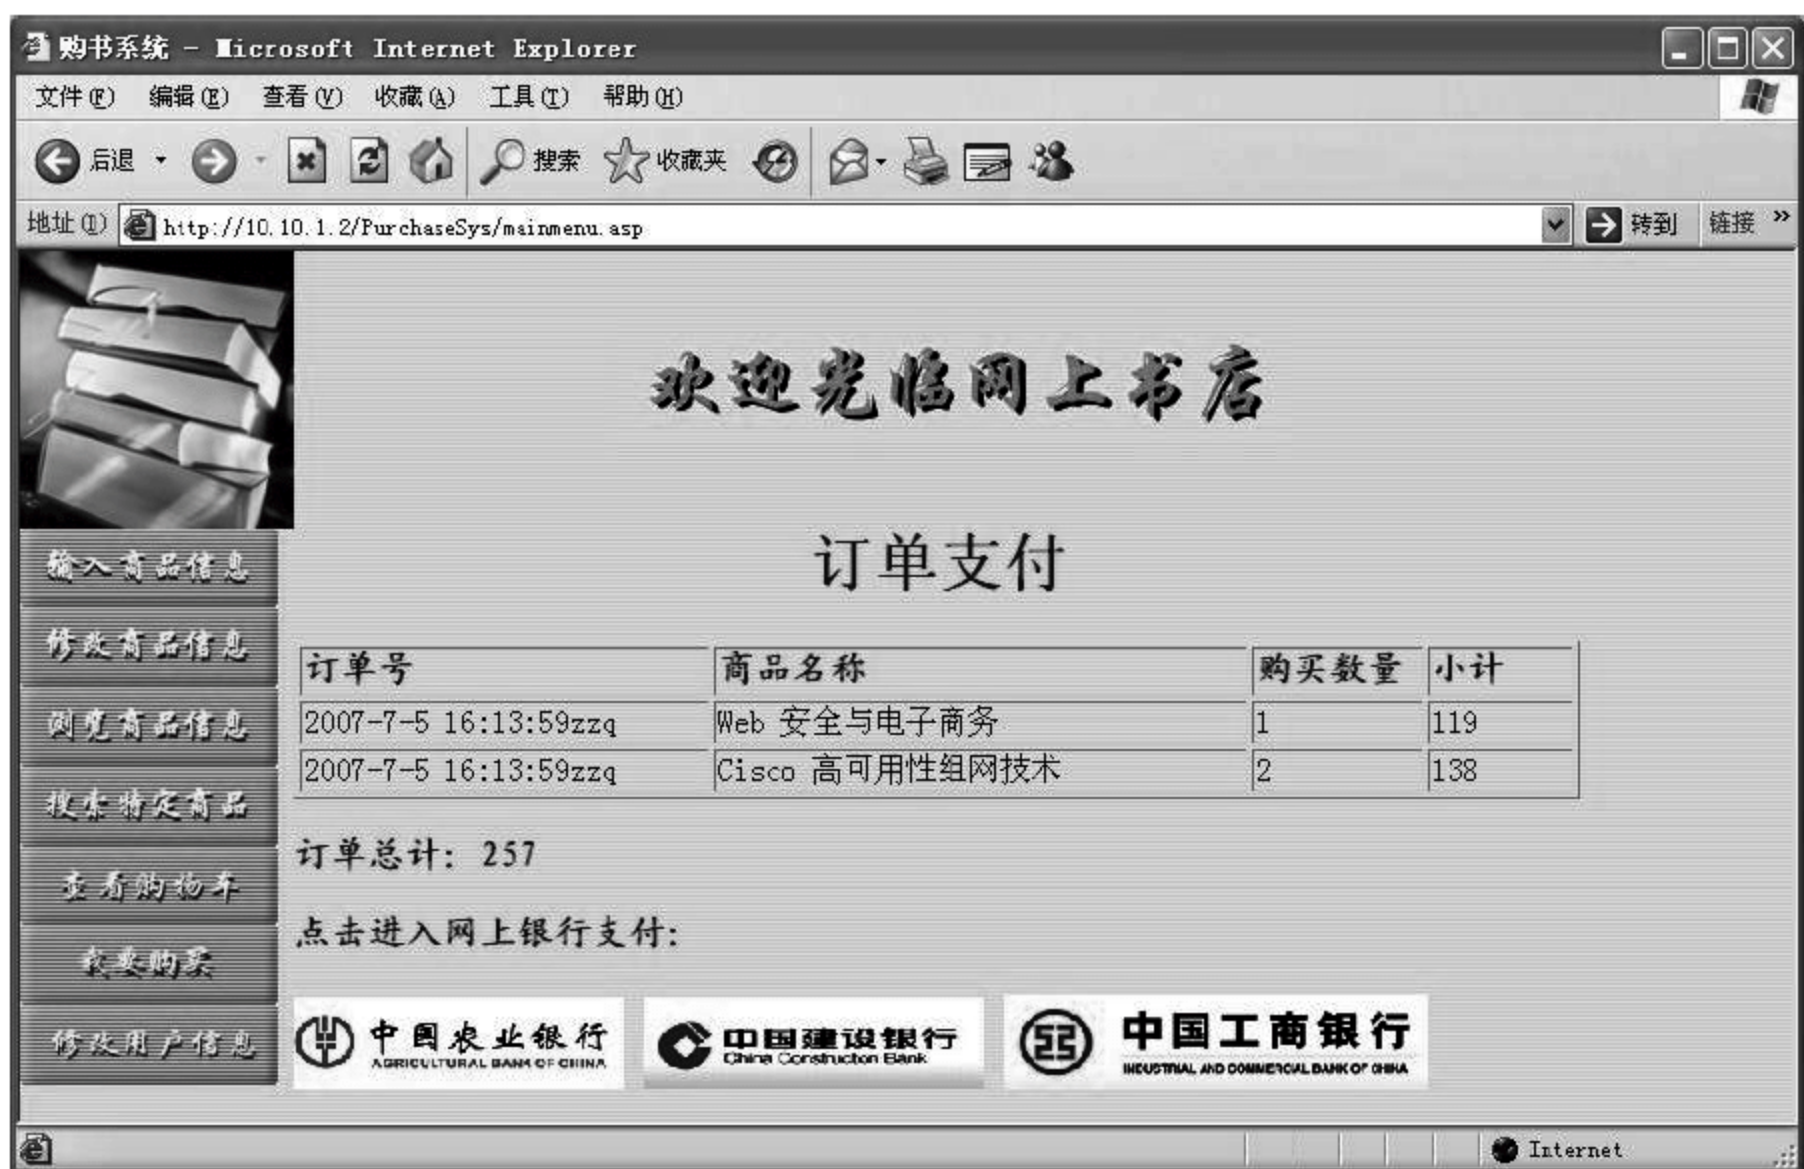 购书系统 - Microsoft Internet Explorer
文件(F) 编辑(E) 查看(V) 收藏(A) 工具(T) 帮助(H)
后退 搜索 收藏夹
地址(D) http://10.10.1.2/PurchaseSys/mainmenu.asp 转到 链接 »
欢迎光临网上书店
输入商品信息
修改商品信息
浏览商品信息
搜索特定商品
查看购物车
我要购买
修改用户信息
订单支付
订单号 商品名称 购买数量 小计
2007-7-5 16:13:59zzq Web 安全与电子商务 1 119
2007-7-5 16:13:59zzq Cisco 高可用性组网技术 2 138
订单总计: 257
点击进入网上银行支付:
中国农业银行
AGRICULTURAL BANK OF CHINA
中国建设银行
China Construction Bank
中国工商银行
INDUSTRIAL AND COMMERCIAL BANK OF CHINA
Internet